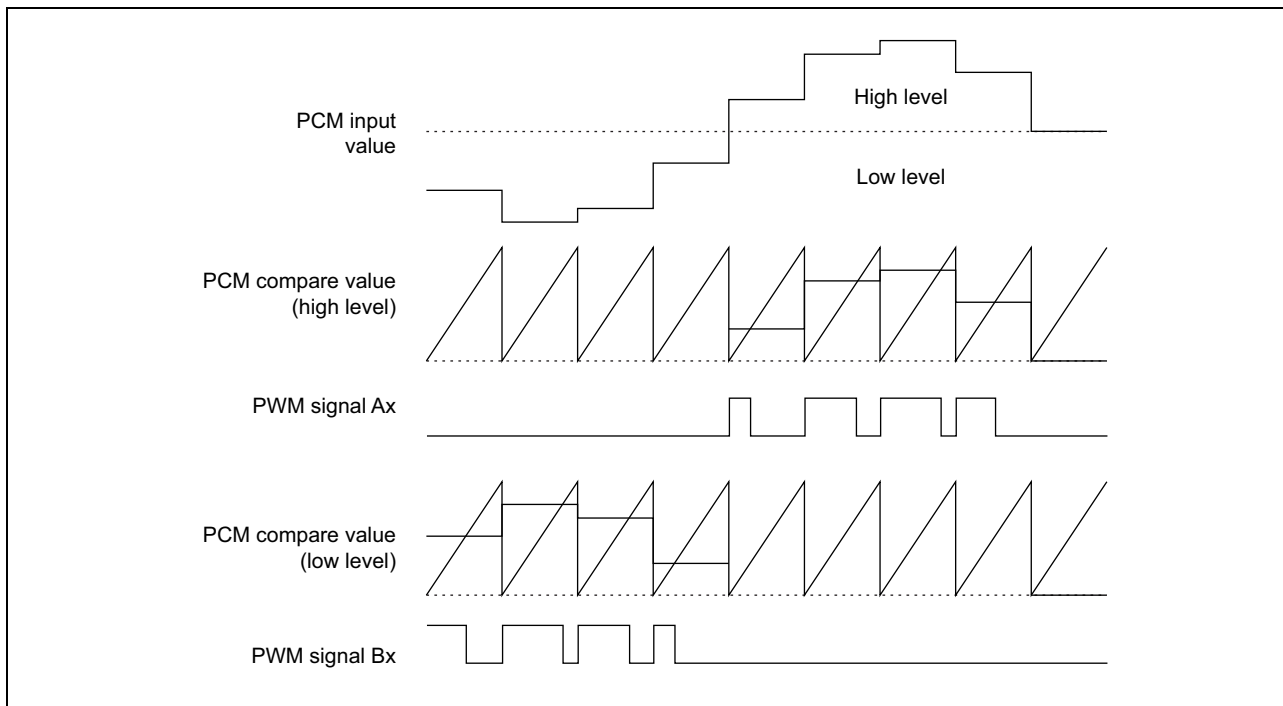 High level
PCM input
value
Low level
PCM compare value
(high level)
PWM signal Ax
PCM compare value
(low level)
PWM signal Bx